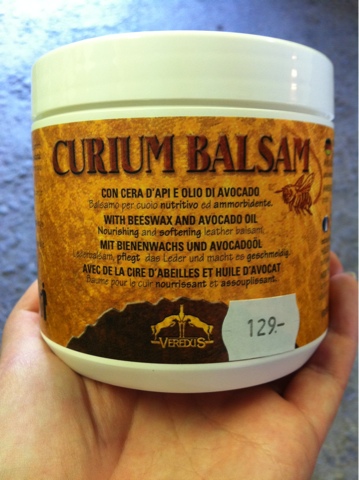 CURIUM BALSAM
CON CERA D'API E OLIO DI AVOCADO
Balsamo per cuoio nutritivo ed ammorbidente.
WITH BEESWAX AND AVOCADO OIL
Nourishing and softening leather balsam.
MIT BIENENWACHS UND AVOCADOÖL
Lederbalsam, pflegt das Leder und macht es geschmeidig.
AVEC DE LA CIRE D'ABEILLES ET HUILE D'AVOCAT
Baume pour le cuir nourrissant et assouplissant.
VEREDUS
129.-